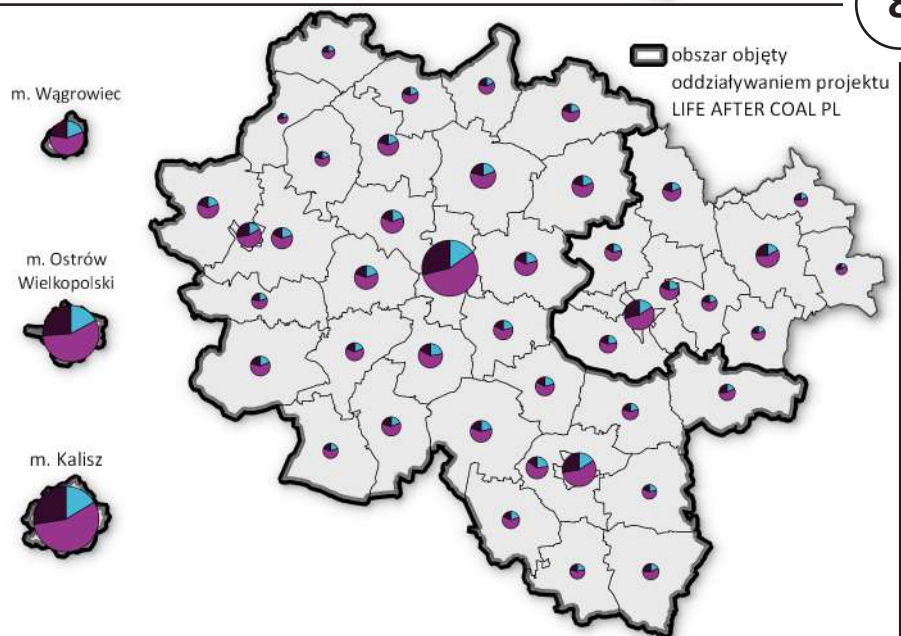 obszar objęty
oddziaływaniem projektu
LIFE AFTER COAL PL
m. Wągrowiec
m. Ostrów
Wielkopolski
m. Kalisz